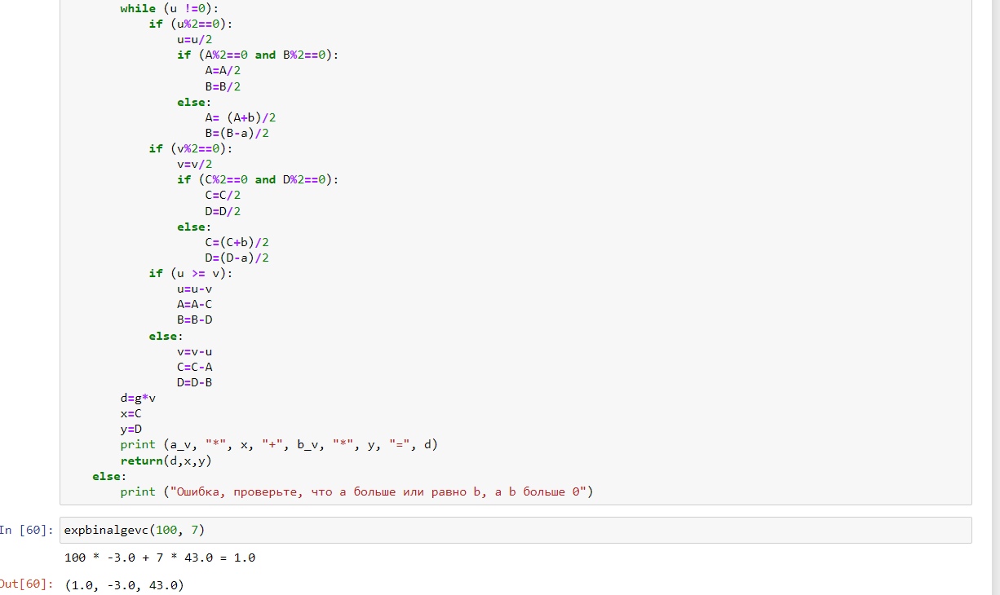 while (u !=0):
if (u%2==0):
u=u/2
if (A%2==0 and B%2==0):
A=A/2
B=B/2
else:
A= (A+b)/2
B=(B-a)/2
if (v%2==0):
v=v/2
if (C%2==0 and D%2==0):
C=C/2
D=D/2
else:
C=(C+b)/2
D=(D-a)/2
if (u >= v):
u=u-v
A=A-C
B=B-D
else:
v=v-u
C=C-A
D=D-B
d=g*v
x=C
y=D
print (a_v, "*", x, "+", b_v, "*", y, "=", d)
return(d,x,y)
else:
print ("Ошибка, проверьте, что a больше или равно b, а b больше 0")
In [60]: expbinalgevc(100, 7)
100 * -3.0 + 7 * 43.0 = 1.0
Out[60]: (1.0, -3.0, 43.0)